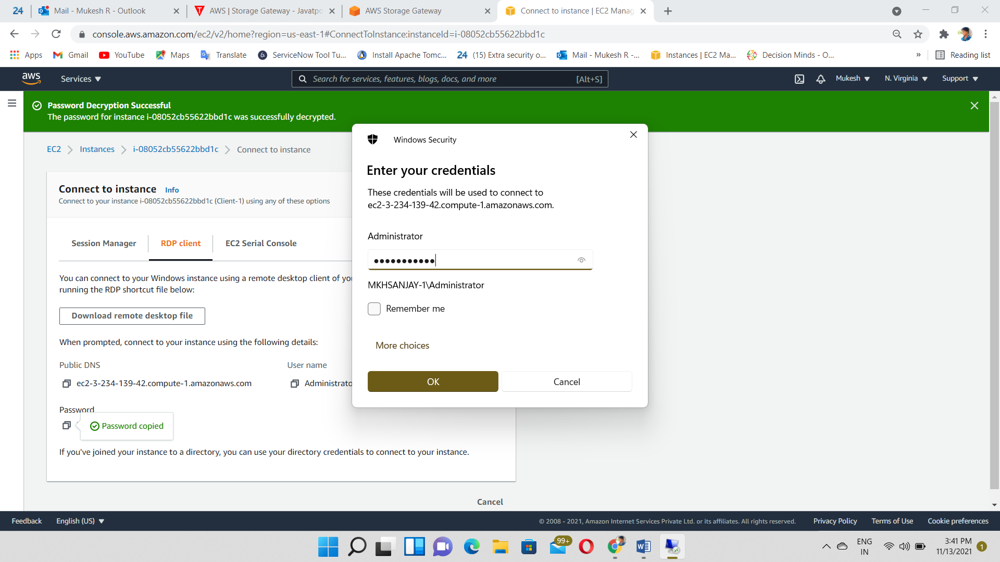 24
Mail - Mukesh R - Outlook
AWS | Storage Gateway - Javatpo
AWS Storage Gateway
Connect to instance | EC2 Manag
console.aws.amazon.com/ec2/v2/home?region=us-east-1#ConnectToInstance:instanceId=i-08052cb55622bbd1c
Apps
Gmail
YouTube
Maps
Translate
ServiceNow Tool Tu...
Install Apache Tomc...
24 (15) Extra security o...
Mail - Mukesh R -...
Instances | EC2 Ma...
Decision Minds - O...
»
Reading list
aws
Services
Search for services, features, blogs, docs, and more
[Alt+S]
Mukesh
N. Virginia
Support
Password Decryption Successful
The password for instance i-08052cb55622bbd1c was successfully decrypted.
EC2
Instances
i-08052cb55622bbd1c
Connect to instance
Connect to instance Info
Connect to your instance i-08052cb55622bbd1c (Client-1) using any of these options
Session Manager
RDP client
EC2 Serial Console
You can connect to your Windows instance using a remote desktop client of you
running the RDP shortcut file below:
Download remote desktop file
When prompted, connect to your instance using the following details:
Public DNS
User name
ec2-3-234-139-42.compute-1.amazonaws.com
Administrato
Password
Password copied
If you've joined your instance to a directory, you can use your directory credentials to connect to your instance.
Cancel
Windows Security
Enter your credentials
These credentials will be used to connect to
ec2-3-234-139-42.compute-1.amazonaws.com.
Administrator
●●●●●●●●●●●
MKHSANJAY-1\Administrator
Remember me
More choices
OK
Cancel
Feedback
English (US)
© 2008 - 2021, Amazon Internet Services Private Ltd. or its affiliates. All rights reserved.
Privacy Policy
Terms of Use
Cookie preferences
99+
ENG
IN
3:41 PM
11/13/2021
1